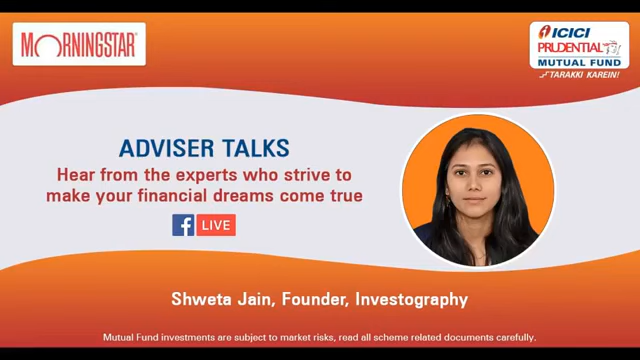 MORNINGSTAR®
ICICI
PRUDENTIAL
MUTUAL FUND
TARAKKI KAREIN!
ADVISER TALKS
Hear from the experts who strive to
make your financial dreams come true
f LIVE
Shweta Jain, Founder, Investography
Mutual Fund investments are subject to market risks, read all scheme related documents carefully.